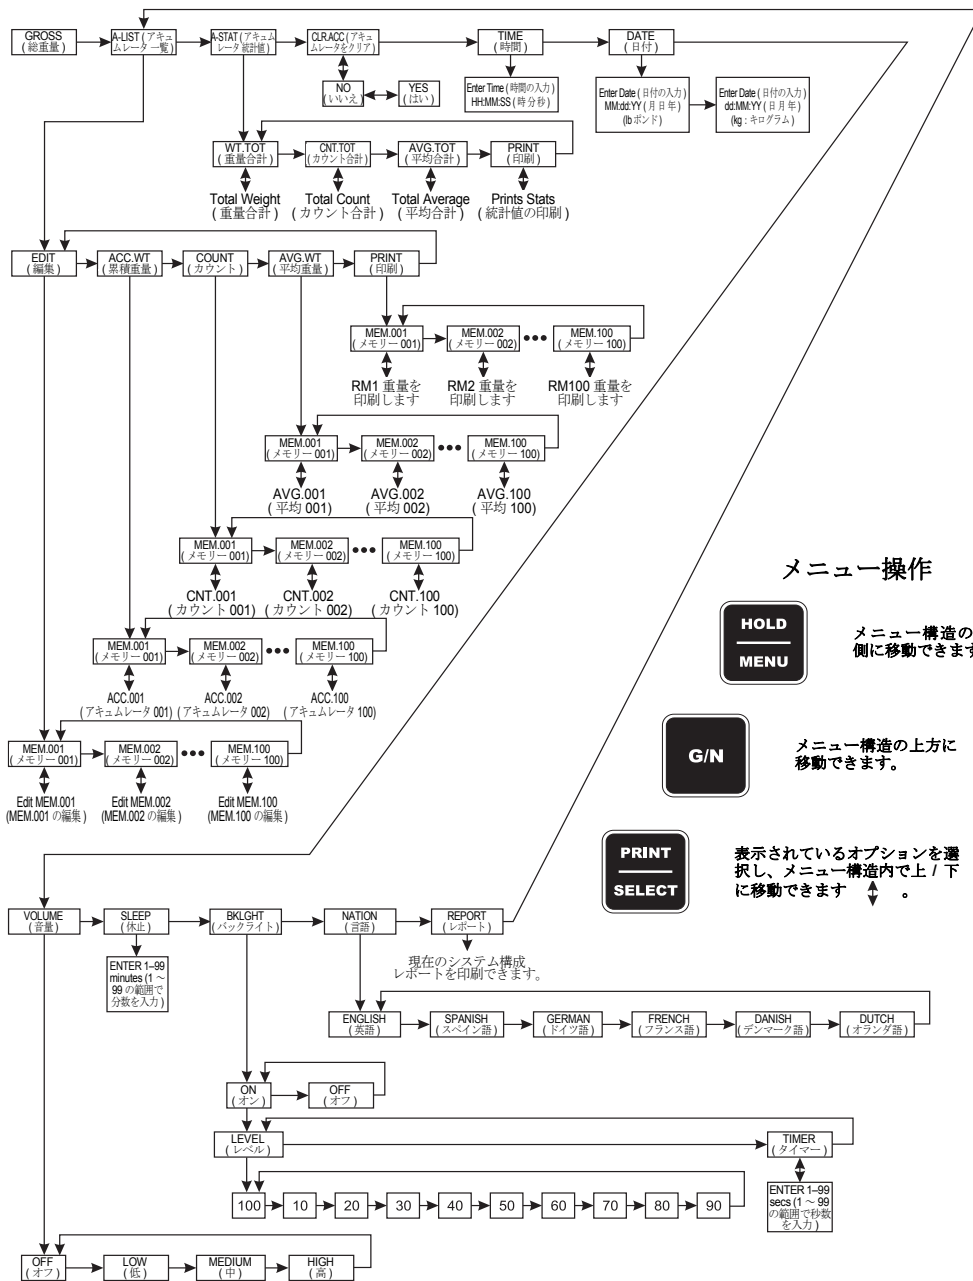 GROSS
(総重量)
A-LIST (アキュ
ムレータ 一覧)
A-STAT (アキュム
レータ 統計値)
CLR.ACC (アキュ
ムレータをクリア)
TIME
(時間)
DATE
(日付)
NO
(いいえ)
YES
(はい)
Enter Time (時間の入力)
HH:MM:SS (時分秒)
Enter Date (日付の入力)
MM:dd:YY (月日年)
(lb ポンド)
Enter Date (日付の入力)
dd:MM:YY (日月年)
(kg : キログラム)
WT.TOT
(重量合計)
CNT.TOT
(カウント合計)
AVG.TOT
(平均合計)
PRINT
(印刷)
Total Weight
(重量合計)
Total Count
(カウント合計)
Total Average
(平均合計)
Prints Stats
(統計値の印刷)
EDIT
(編集)
ACC.WT
(累積重量)
COUNT
(カウント)
AVG.WT
(平均重量)
PRINT
(印刷)
MEM.001
(メモリー 001)
MEM.002
(メモリー 002)
•••
MEM.100
(メモリー 100)
RM1 重量を
印刷します
RM2 重量を
印刷します
RM100 重量を
印刷します
MEM.001
(メモリー 001)
MEM.002
(メモリー 002)
•••
MEM.100
(メモリー 100)
AVG.001
(平均 001)
AVG.002
(平均 002)
AVG.100
(平均 100)
MEM.001
(メモリー 001)
MEM.002
(メモリー 002)
•••
MEM.100
(メモリー 100)
CNT.001
(カウント 001)
CNT.002
(カウント 002)
CNT.100
(カウント 100)
MEM.001
(メモリー 001)
MEM.002
(メモリー 002)
•••
MEM.100
(メモリー 100)
ACC.001
(アキュムレータ 001)
ACC.002
(アキュムレータ 002)
ACC.100
(アキュムレータ 100)
MEM.001
(メモリー 001)
MEM.002
(メモリー 002)
•••
MEM.100
(メモリー 100)
Edit MEM.001
(MEM.001 の編集)
Edit MEM.002
(MEM.002 の編集)
Edit MEM.100
(MEM.100 の編集)
メニュー操作
HOLD
MENU
メニュー構造の
側に移動できます
G/N
メニュー構造の上方に
移動できます。
PRINT
SELECT
表示されているオプションを選
択し、メニュー構造内で上 / 下
に移動できます 。
VOLUME
(音量)
SLEEP
(休止)
BKLGHT
(バックライト)
NATION
(言語)
REPORT
(レポート)
ENTER 1–99
minutes (1 ～
99 の範囲で
分数を入力)
現在のシステム構成
レポートを印刷できます。
ENGLISH
(英語)
SPANISH
(スペイン語)
GERMAN
(ドイツ語)
FRENCH
(フランス語)
DANISH
(デンマーク語)
DUTCH
(オランダ語)
ON
(オン)
OFF
(オフ)
LEVEL
(レベル)
TIMER
(タイマー)
100
10
20
30
40
50
60
70
80
90
ENTER 1–99
secs (1 ～ 99
の範囲で秒数
を入力)
OFF
(オフ)
LOW
(低)
MEDIUM
(中)
HIGH
(高)